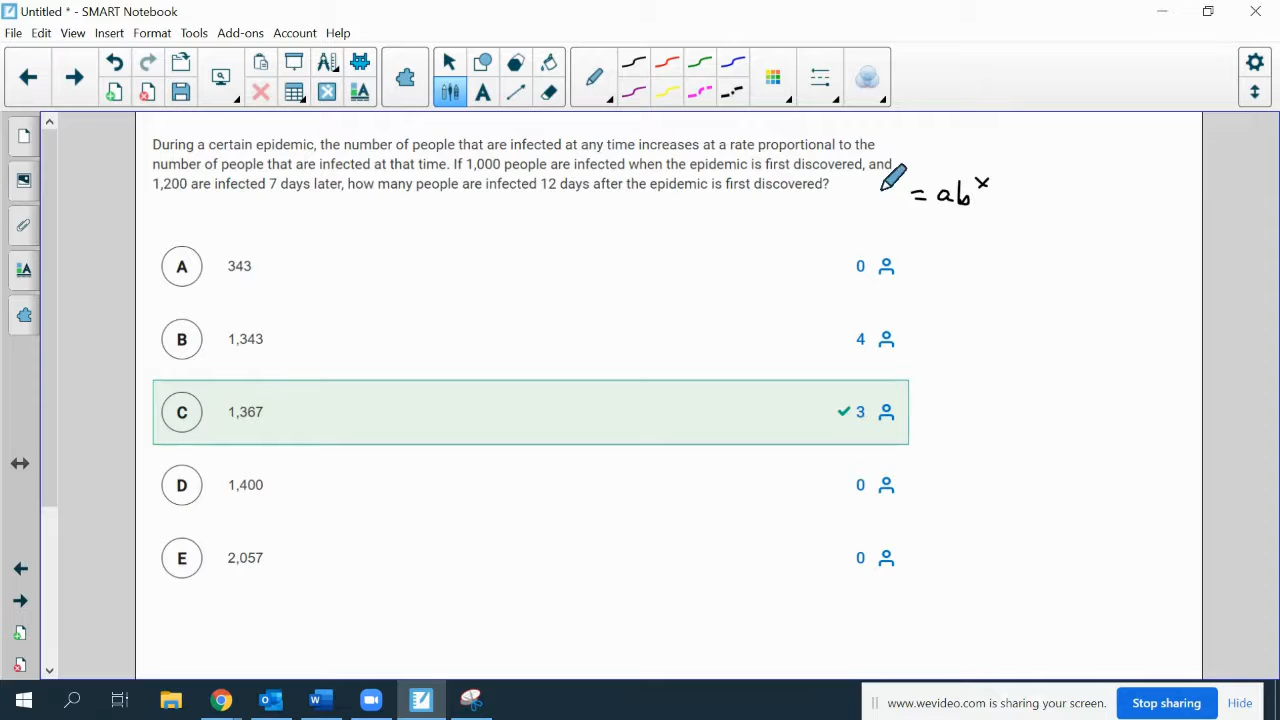 Untitled * - SMART Notebook
File Edit View Insert Format Tools Add-ons Account Help
During a certain epidemic, the number of people that are infected at any time increases at a rate proportional to the
number of people that are infected at that time. If 1,000 people are infected when the epidemic is first discovered, and
1,200 are infected 7 days later, how many people are infected 12 days after the epidemic is first discovered?
= ab^x
A 343 0
B 1,343 4
C 1,367 3
D 1,400 0
E 2,057 0
www.wevideo.com is sharing your screen. Stop sharing Hide